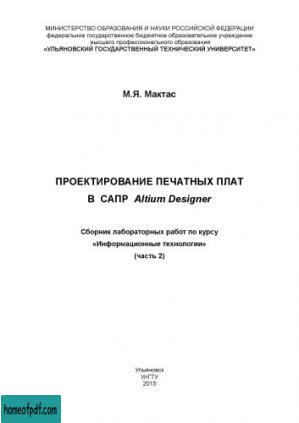 МИНИСТЕРСТВО ОБРАЗОВАНИЯ И НАУКИ РОССИЙСКОЙ ФЕДЕРАЦИИ
федеральное государственное бюджетное образовательное учреждение
высшего профессионального образования
«УЛЬЯНОВСКИЙ ГОСУДАРСТВЕННЫЙ ТЕХНИЧЕСКИЙ УНИВЕРСИТЕТ»
М.Я. Мактас
ПРОЕКТИРОВАНИЕ ПЕЧАТНЫХ ПЛАТ
В САПР Altium Designer
Сборник лабораторных работ по курсу
«Информационные технологии»
(часть 2)
Ульяновск
УлГТУ
2015
homeofpdf.com